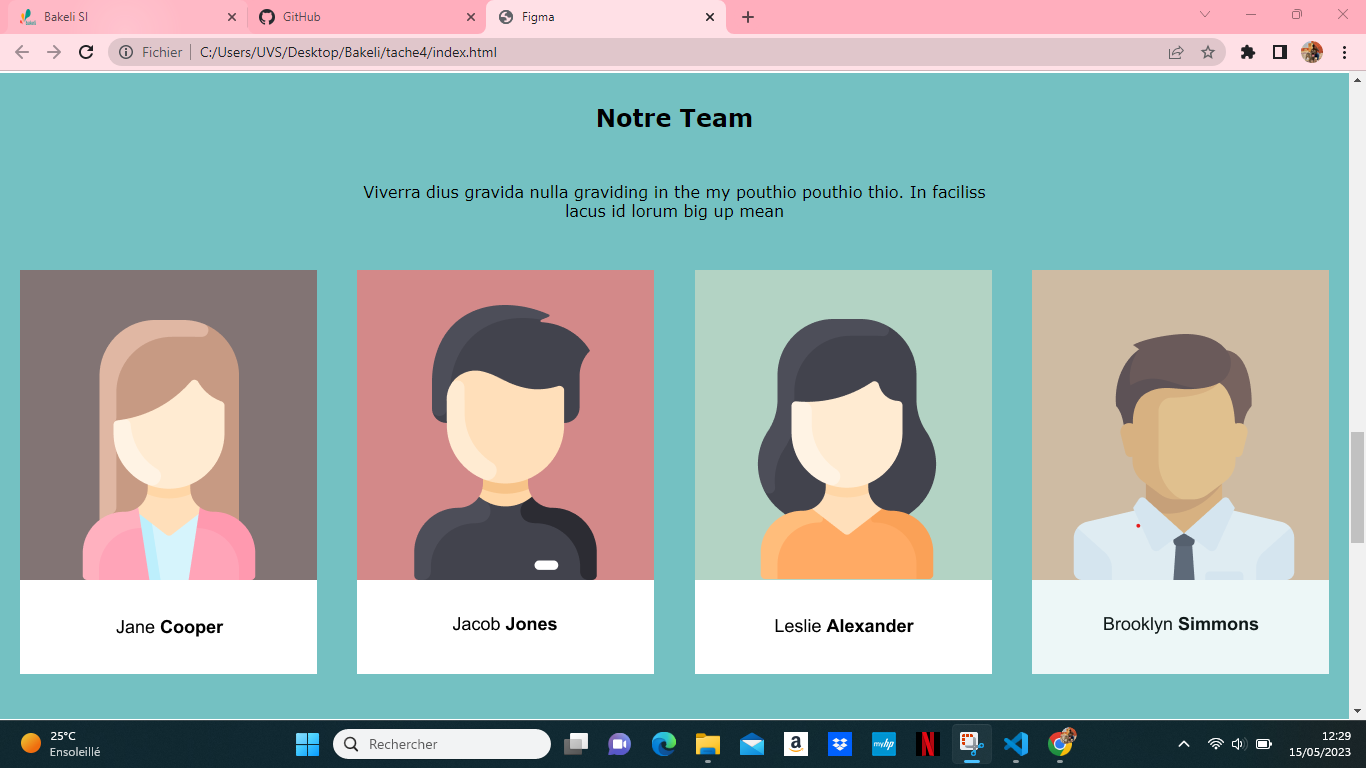 Bakeli SI
GitHub
Figma
Fichier
C:/Users/UVS/Desktop/Bakeli/tache4/index.html
Notre Team
Viverra dius gravida nulla graviding in the my pouthio pouthio thio. In faciliss
lacus id lorum big up mean
Jane Cooper
Jacob Jones
Leslie Alexander
Brooklyn Simmons
25°C
Ensoleillé
Rechercher
a
myhp
N
12:29
15/05/2023